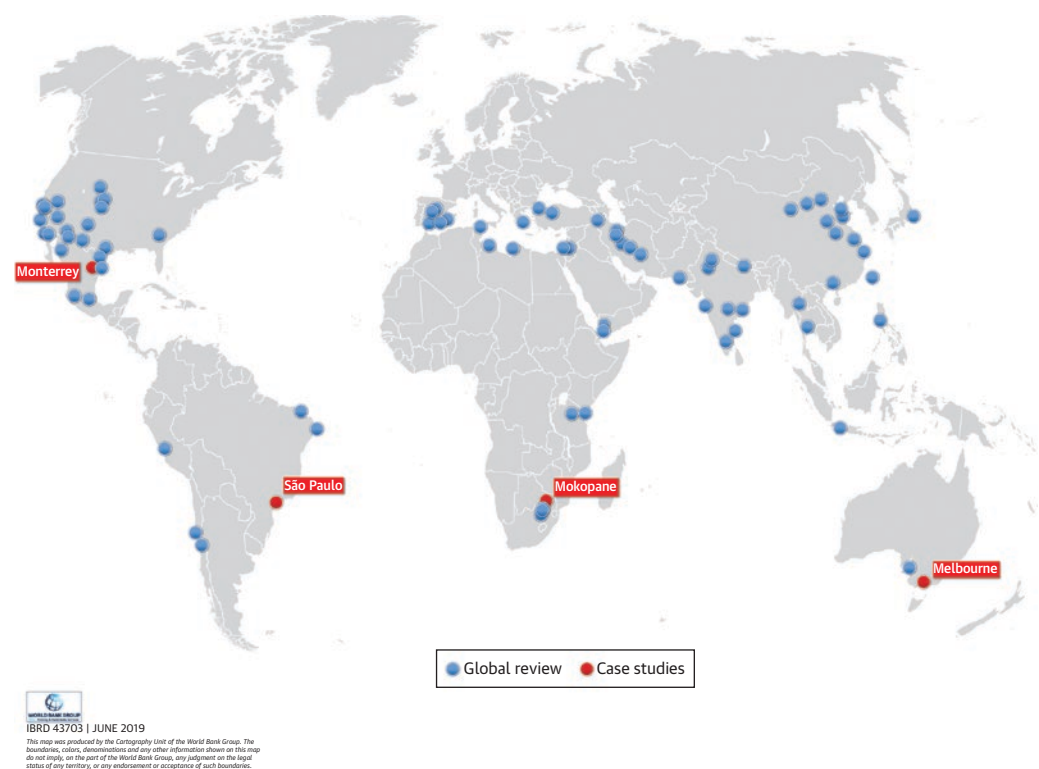 Monterrey
São Paulo
Mokopane
Melbourne
Global review
Case studies
WORLD BANK GROUP
IBRD 43703 | JUNE 2019
This map was produced by the Cartography Unit of the World Bank Group. The
boundaries, colors, denominations and any other information shown on this map
do not imply, on the part of the World Bank Group, any judgment on the legal
status of any territory, or any endorsement or acceptance of such boundaries.